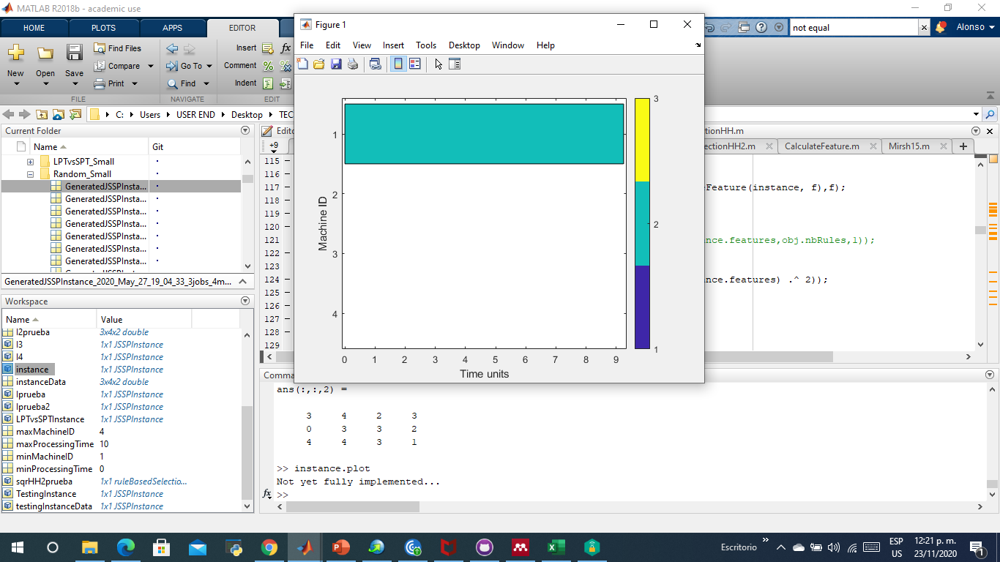 MATLAB R2018b - academic use
HOME PLOTS APPS EDITOR
not equal
Alonso
New Open Save
Find Files
Compare
Print
FILE
Go To
Find
NAVIGATE
Insert
Comment
Indent
EDIT
C: Users USER END Desktop TEC
Current Folder
Name Git
LPTvsSPT_Small
Random_Small
GeneratedJSSPInsta...
GeneratedJSSPInsta...
GeneratedJSSPInsta...
GeneratedJSSPInsta...
GeneratedJSSPInsta...
GeneratedJSSPInsta...
GeneratedJSSPInsta...
GeneratedJSSPInstance_2020_May_27_19_04_33_3jobs_4m...
Workspace
Name Value
I2prueba 3x4x2 double
I3 1x1 JSSPInstance
I4 1x1 JSSPInstance
instance 1x1 JSSPInstance
instanceData 3x4x2 double
Iprueba 1x1 JSSPInstance
Iprueba2 1x1 JSSPInstance
LPTvsSPTInstance 1x1 JSSPInstance
maxMachineID 4
maxProcessingTime 10
minMachineID 1
minProcessingTime 0
sqrHH2prueba 1x1 ruleBasedSelectio...
TestingInstance 1x1 JSSPInstance
testingInstanceData 1x1 JSSPInstance
Edito
ctionHH.m
+9
ectionHH2.m CalculateFeature.m Mirsh15.m
115
116
117 eFeature(instance, f),f);
118
119
120
121 nce.features,obj.nbRules,1));
122
123
124 nce.features) .^ 2));
125
126
127
128
129
Figure 1
File Edit View Insert Tools Desktop Window Help
Machine ID
1
2
3
4
0 1 2 3 4 5 6 7 8 9
Time units
3
2
1
Comma
ans(:,:,2) =
3 4 2 3
0 3 3 2
4 4 3 1
>> instance.plot
Not yet fully implemented...
fx >>
Escritorio
ESP
US
12:21 p. m.
23/11/2020
1